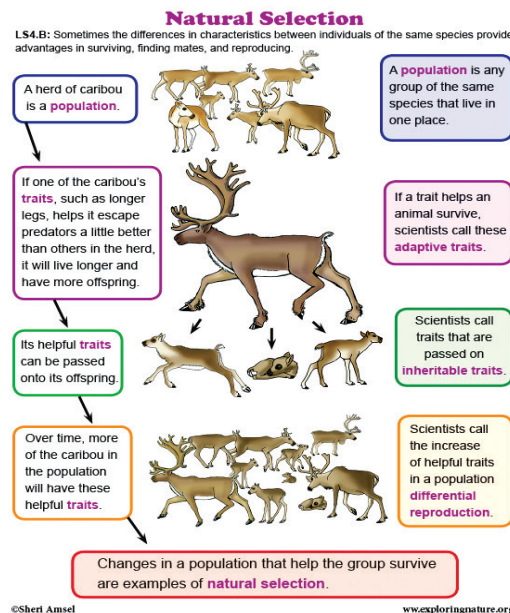 Natural Selection
LS4.B: Sometimes the differences in characteristics between individuals of the same species provide
advantages in surviving, finding mates, and reproducing.
A herd of caribou
is a population.
A population is any
group of the same
species that live in
one place.
If one of the caribou's
traits, such as longer
legs, helps it escape
predators a little better
than others in the herd,
it will live longer and
have more offspring.
If a trait helps an
animal survive,
scientists call these
adaptive traits.
Its helpful traits
can be passed
onto its offspring.
Scientists call
traits that are
passed on
inheritable traits.
Over time, more
of the caribou in
the population
will have these
helpful traits.
Scientists call
the increase
of helpful traits
in a population
differential
reproduction.
Changes in a population that help the group survive
are examples of natural selection.
©Sheri Amsel
ww.exploringnature.org